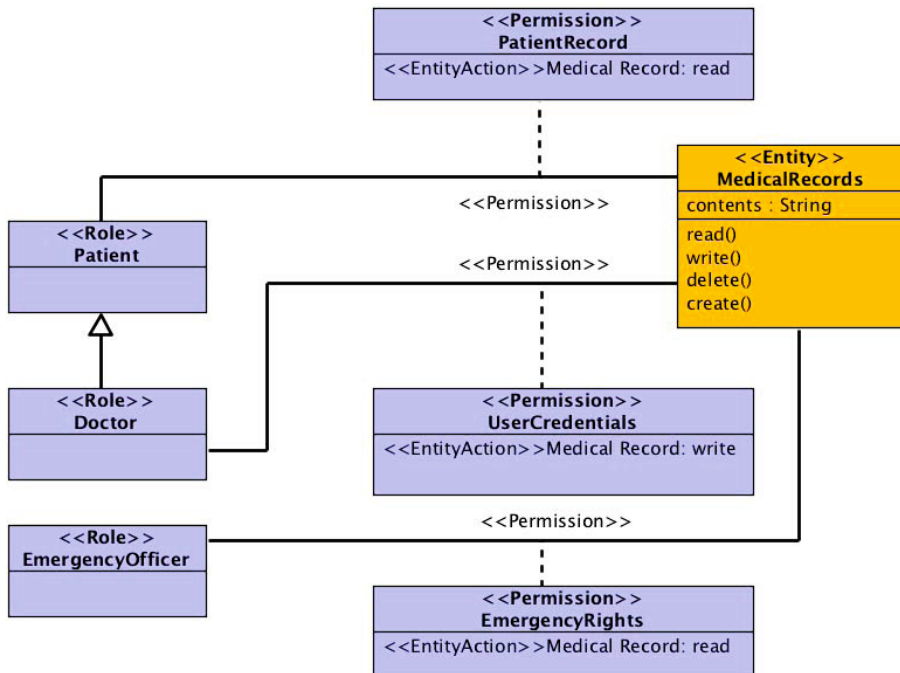 <<Permission>>
PatientRecord
<<EntityAction>>Medical Record: read
<<Entity>>
MedicalRecords
contents : String
read()
write()
delete()
create()
<<Permission>>
<<Role>>
Patient
<<Permission>>
<<Role>>
Doctor
<<Permission>>
UserCredentials
<<EntityAction>>Medical Record: write
<<Permission>>
<<Role>>
EmergencyOfficer
<<Permission>>
EmergencyRights
<<EntityAction>>Medical Record: read